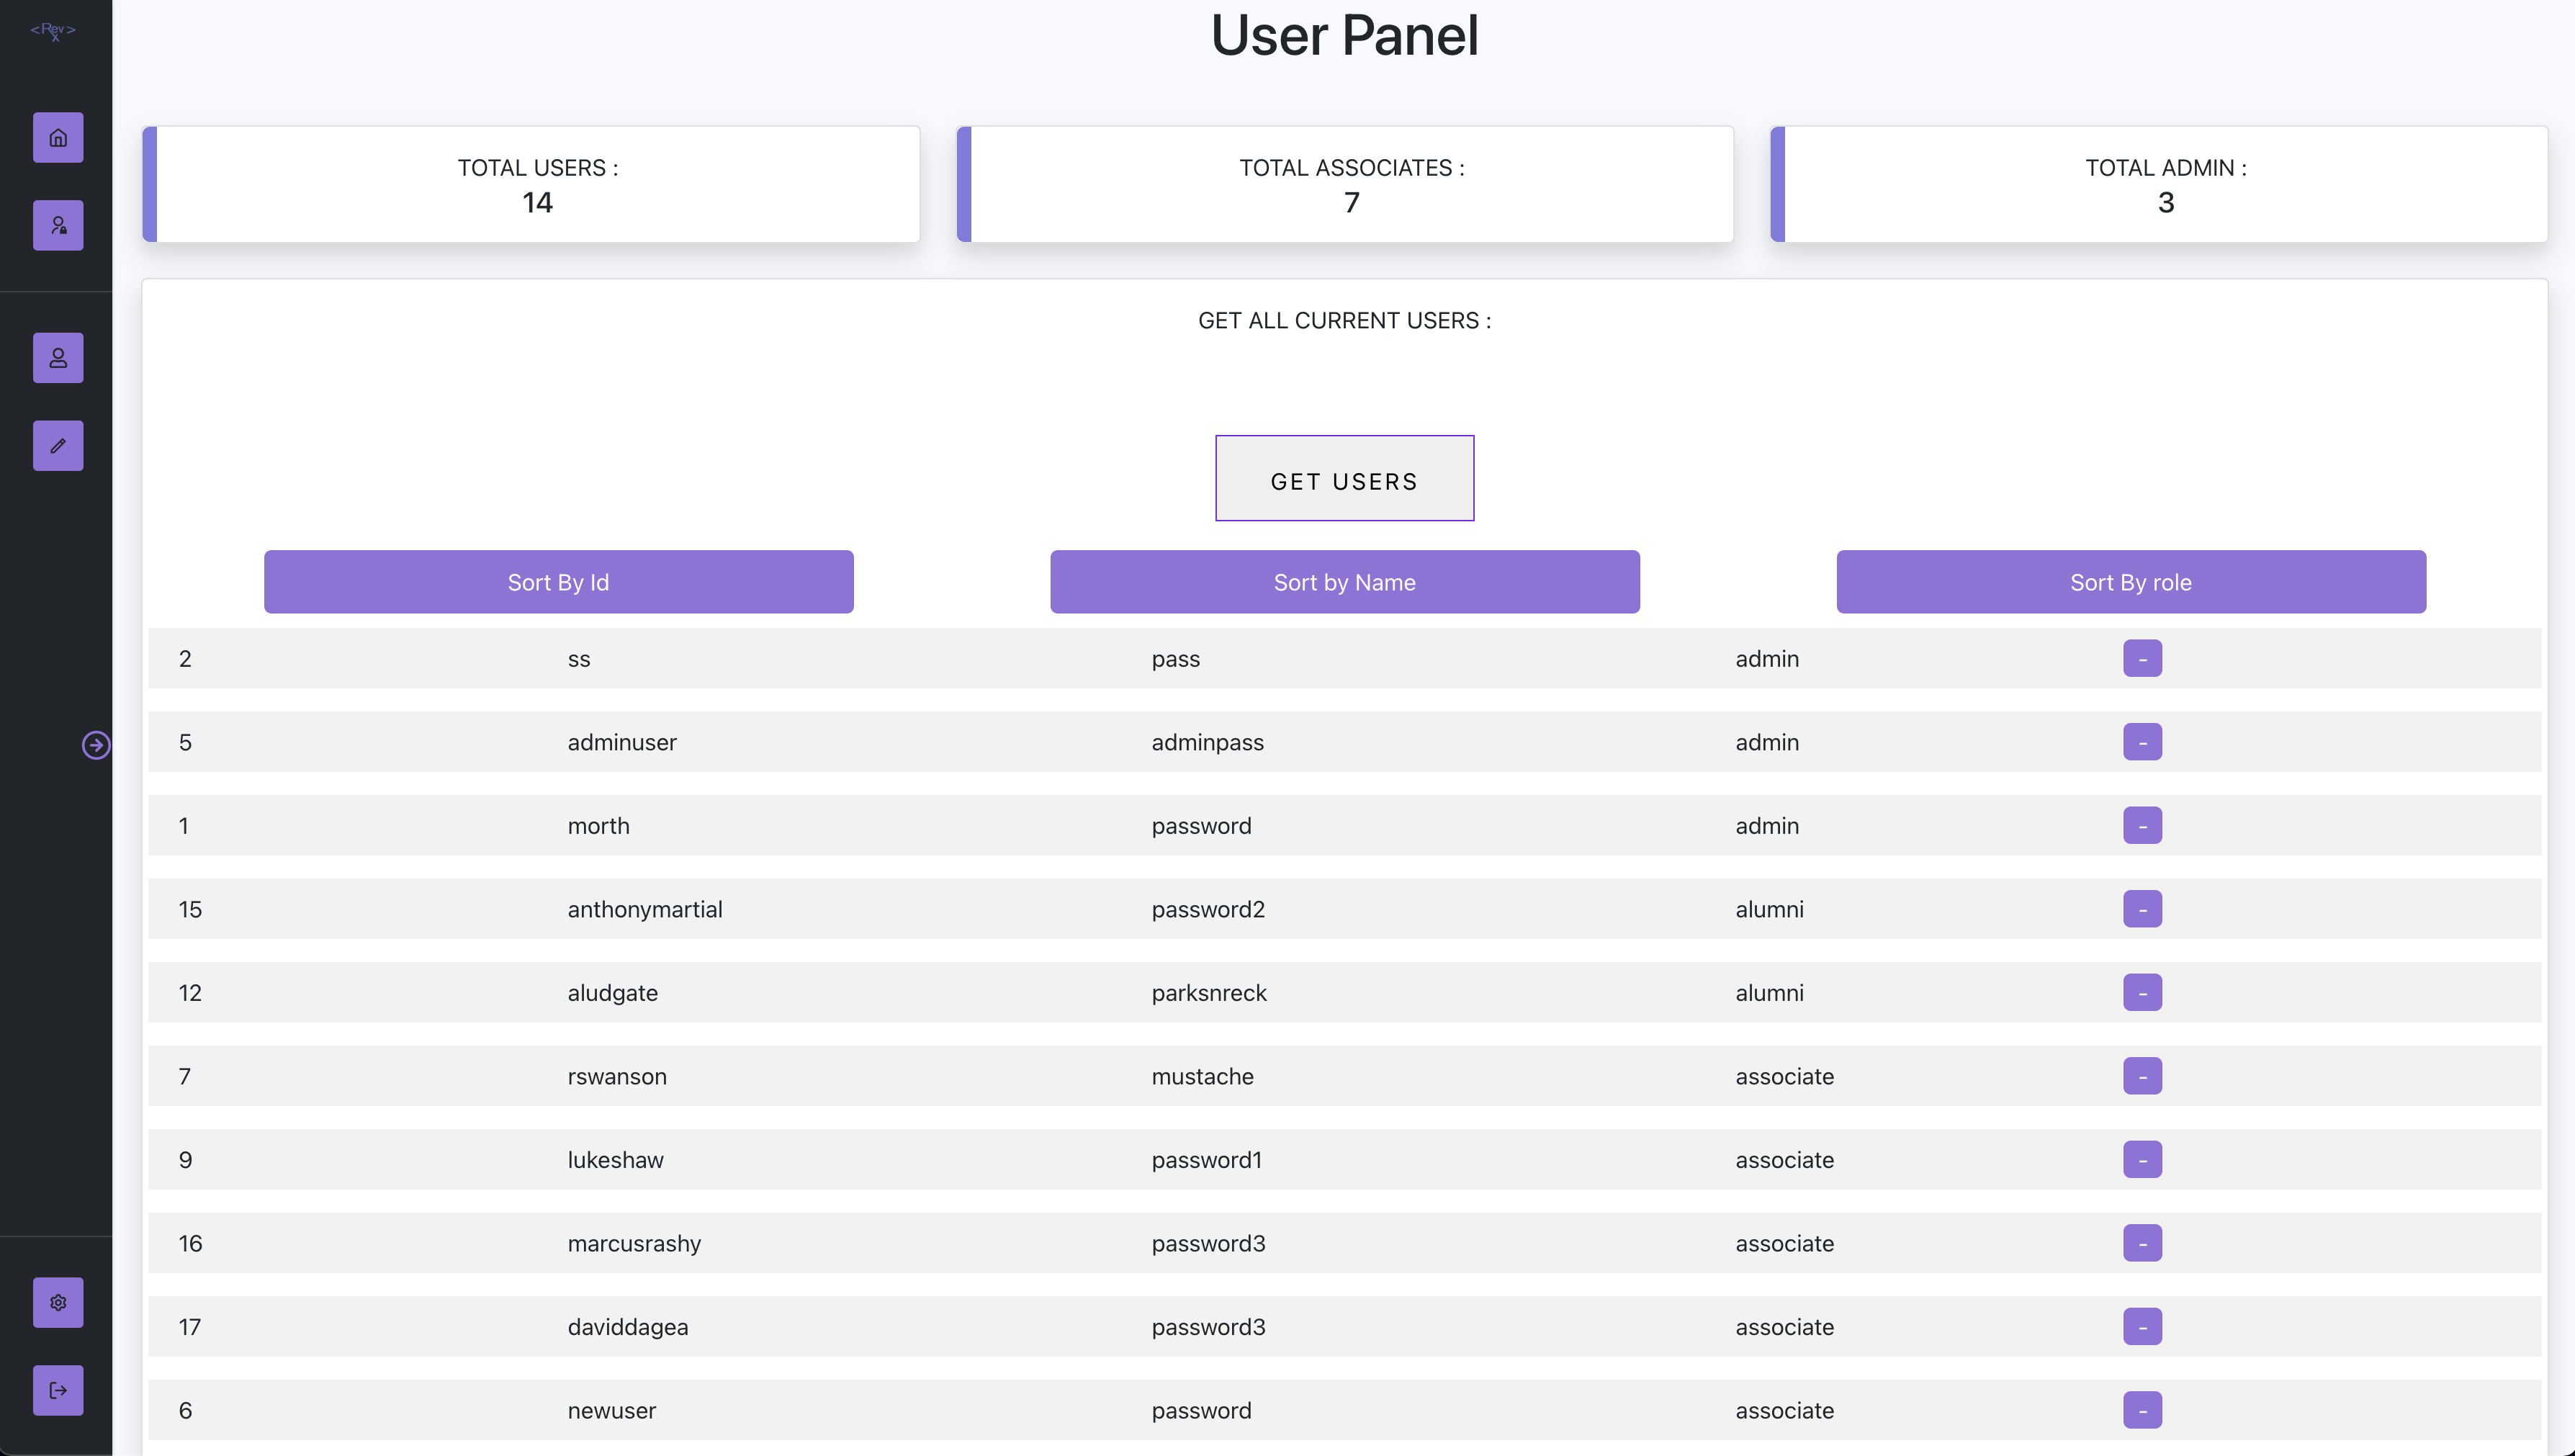 <Rev>
x
User Panel
TOTAL USERS :
14
TOTAL ASSOCIATES :
7
TOTAL ADMIN :
3
GET ALL CURRENT USERS :
GET USERS
Sort By Id Sort by Name Sort By role
2 ss pass admin -
5 adminuser adminpass admin -
1 morth password admin -
15 anthonymartial password2 alumni -
12 aludgate parksnreck alumni -
7 rswanson mustache associate -
9 lukeshaw password1 associate -
16 marcusrashy password3 associate -
17 daviddagea password3 associate -
6 newuser password associate -